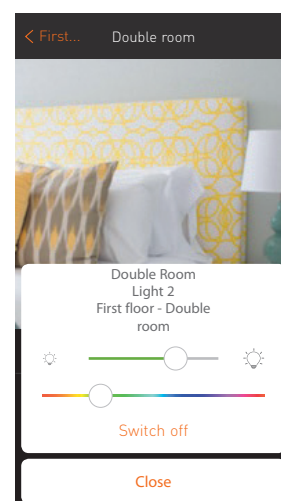 < First... Double room
Double Room
Light 2
First floor - Double
room
Switch off
Close